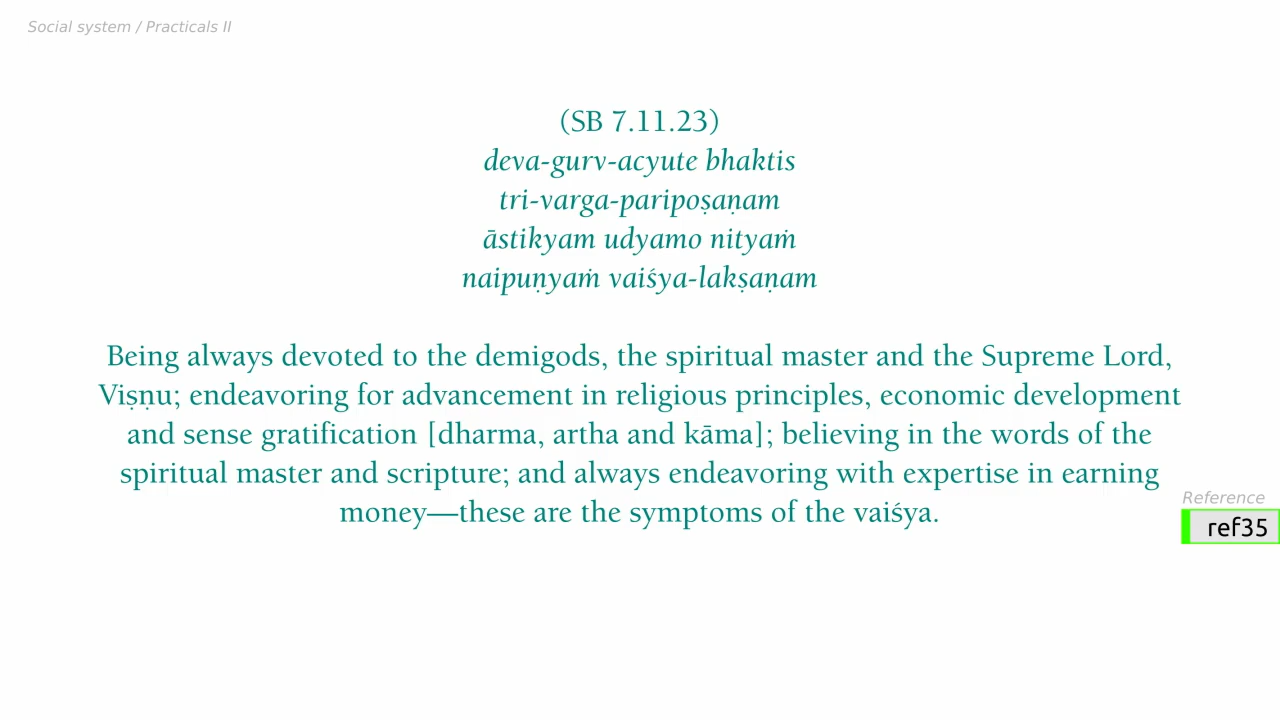 Social system / Practicals II
(SB 7.11.23)
deva-gurv-acyute bhaktis
tri-varga-paripoṣaṇam
āstikyam udyamo nityaṁ
naipuṇyaṁ vaiśya-lakṣaṇam
Being always devoted to the demigods, the spiritual master and the Supreme Lord,
Viṣṇu; endeavoring for advancement in religious principles, economic development
and sense gratification [dharma, artha and kāma]; believing in the words of the
spiritual master and scripture; and always endeavoring with expertise in earning
money—these are the symptoms of the vaiśya.
Reference
ref35